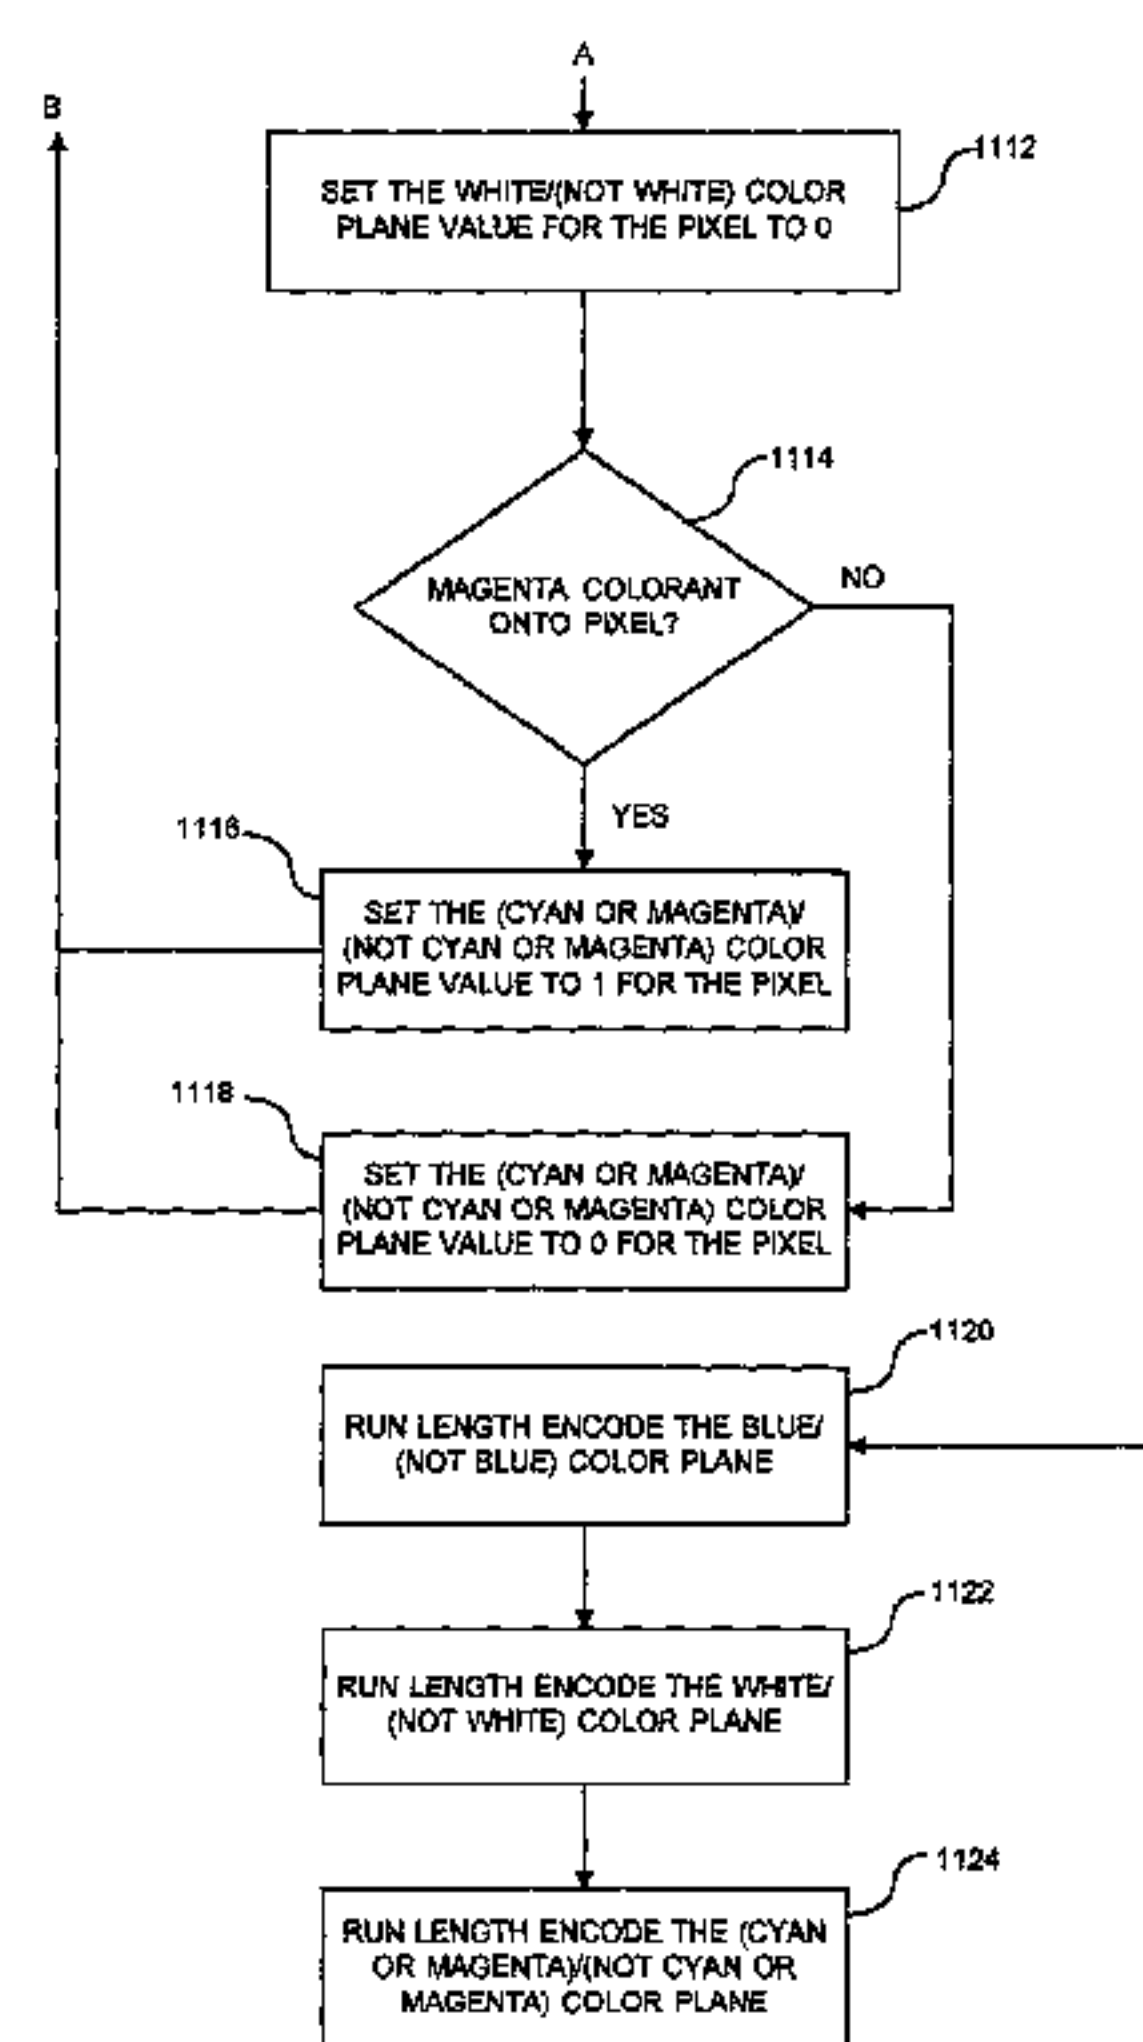 A
B
1112
SET THE WHITE/(NOT WHITE) COLOR
PLANE VALUE FOR THE PIXEL TO 0
1114
MAGENTA COLORANT
ONTO PIXEL?
NO
YES
1116
SET THE (CYAN OR MAGENTA)/
(NOT CYAN OR MAGENTA) COLOR
PLANE VALUE TO 1 FOR THE PIXEL
1118
SET THE (CYAN OR MAGENTA)/
(NOT CYAN OR MAGENTA) COLOR
PLANE VALUE TO 0 FOR THE PIXEL
1120
RUN LENGTH ENCODE THE BLUE/
(NOT BLUE) COLOR PLANE
1122
RUN LENGTH ENCODE THE WHITE/
(NOT WHITE) COLOR PLANE
1124
RUN LENGTH ENCODE THE (CYAN
OR MAGENTA)/(NOT CYAN OR
MAGENTA) COLOR PLANE